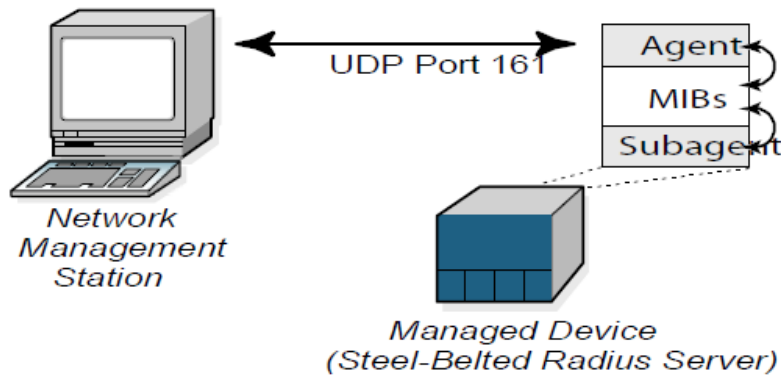 UDP Port 161
Agent
MIBs
Subagent
Network
Management
Station
Managed Device
(Steel-Belted Radius Server)